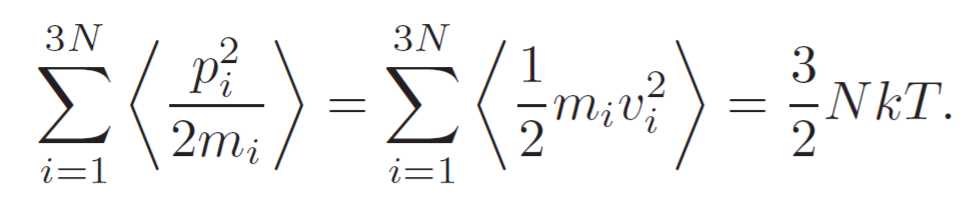 \sum_{i=1}^{3N} \left\langle \frac{p_i^2}{2m_i} \right\rangle = \sum_{i=1}^{3N} \left\langle \frac{1}{2} m_i v_i^2 \right\rangle = \frac{3}{2} NkT.